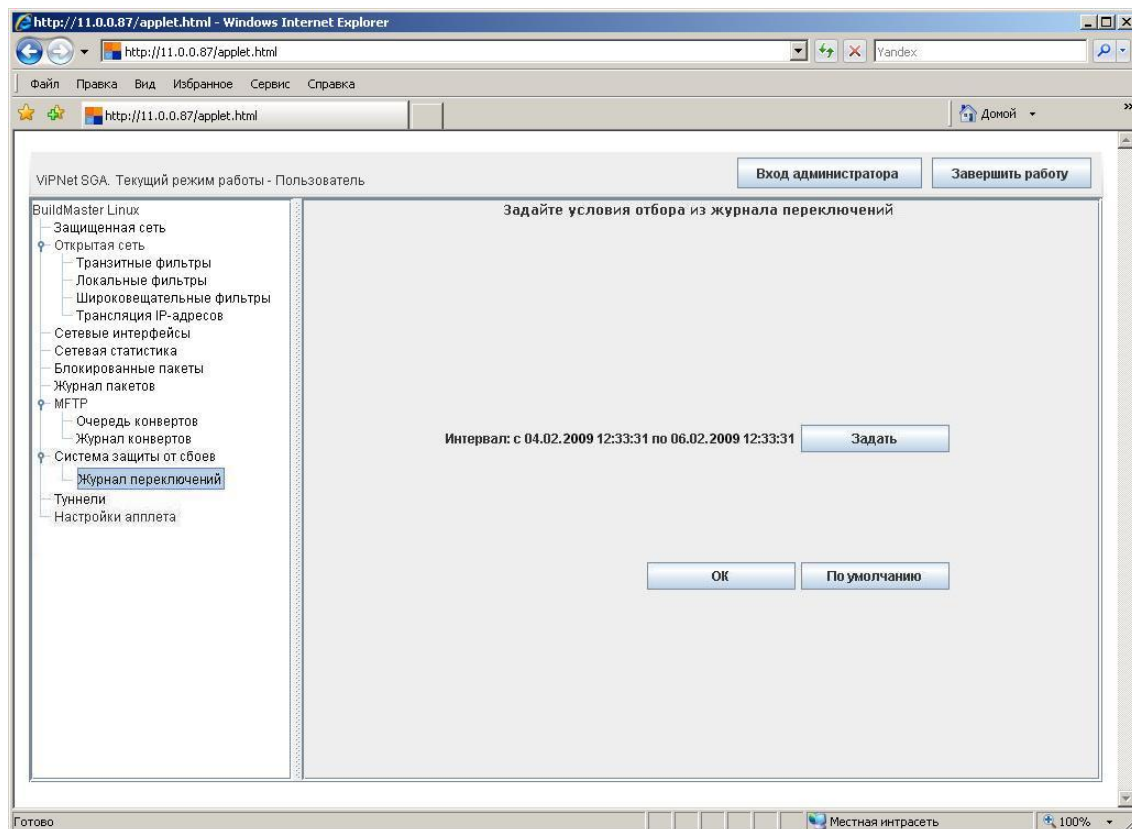 http://11.0.0.87/applet.html - Windows Internet Explorer
http://11.0.0.87/applet.html
Yandex
Файл Правка Вид Избранное Сервис Справка
http://11.0.0.87/applet.html
Домой
ViPNet SGA. Текущий режим работы - Пользователь
Вход администратора
Завершить работу
BuildMaster Linux
Защищенная сеть
Открытая сеть
Транзитные фильтры
Локальные фильтры
Широковещательные фильтры
Трансляция IP-адресов
Сетевые интерфейсы
Сетевая статистика
Блокированные пакеты
Журнал пакетов
MFTP
Очередь конвертов
Журнал конвертов
Система защиты от сбоев
Журнал переключений
Туннели
Настройки апплета
Задайте условия отбора из журнала переключений
Интервал: с 04.02.2009 12:33:31 по 06.02.2009 12:33:31
Задать
ОК
По умолчанию
Готово
Местная интрасеть
100%